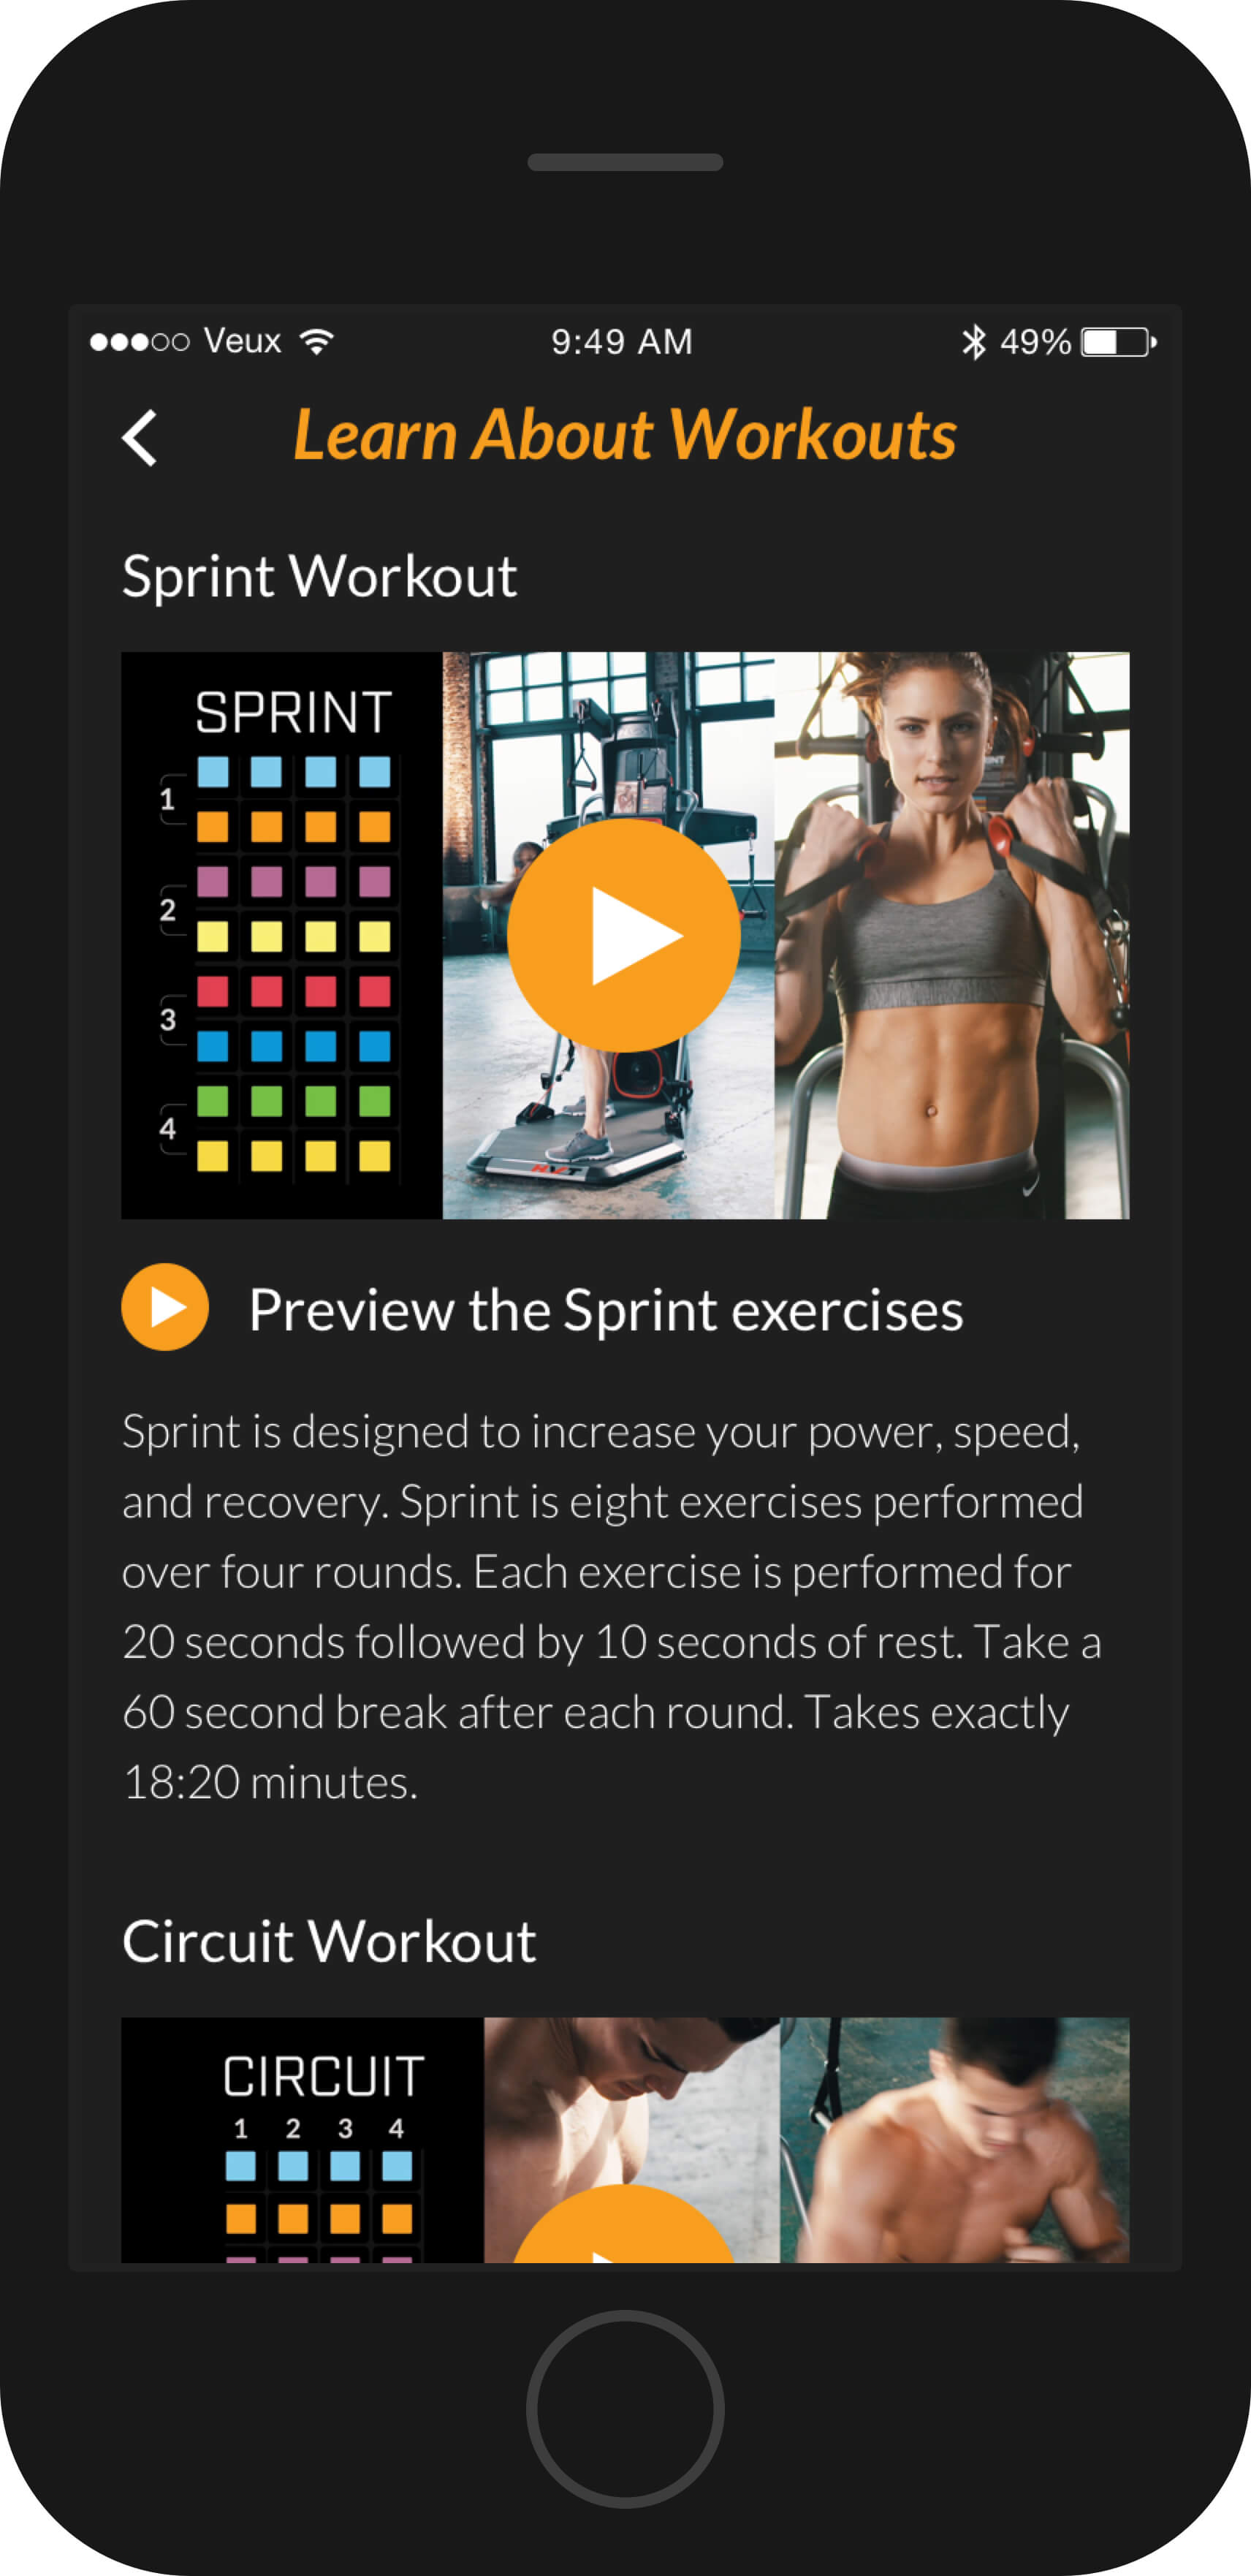 Veux 9:49 AM 49%
Learn About Workouts
Sprint Workout
SPRINT
1
2
3
4
HVT
Preview the Sprint exercises
Sprint is designed to increase your power, speed,
and recovery. Sprint is eight exercises performed
over four rounds. Each exercise is performed for
20 seconds followed by 10 seconds of rest. Take a
60 second break after each round. Takes exactly
18:20 minutes.
Circuit Workout
CIRCUIT
1 2 3 4